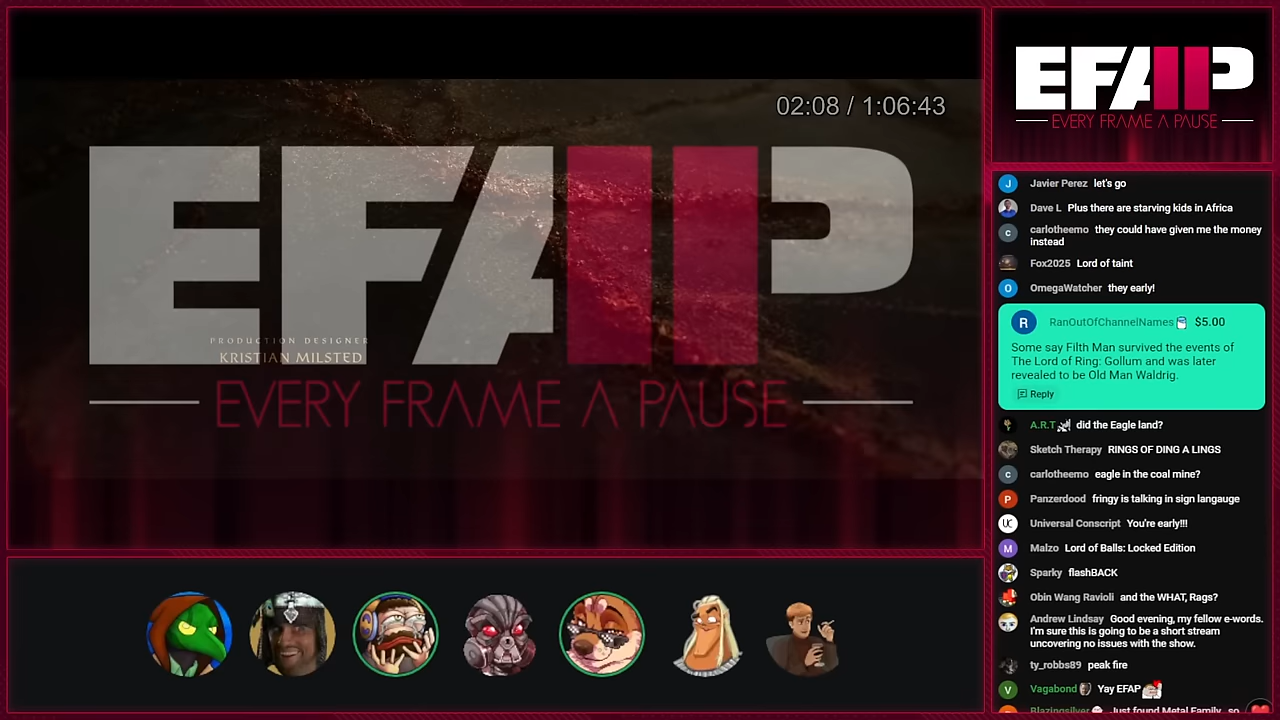 02:08 / 1:06:43
EFAP
PRODUCTION DESIGNER
KRISTIAN MILSTED
EVERY FRAME A PAUSE
EFAP
EVERY FRAME A PAUSE
J Javier Perez let's go
Dave L Plus there are starving kids in Africa
c carlotheemo they could have given me the money
instead
Fox2025 Lord of taint
O OmegaWatcher they early!
R RanOutOfChannelNames $5.00
Some say Filth Man survived the events of
The Lord of Ring: Gollum and was later
revealed to be Old Man Waldrig.
Reply
A.R.T did the Eagle land?
Sketch Therapy RINGS OF DING A LINGS
c carlotheemo eagle in the coal mine?
P Panzerdood fringy is talking in sign langauge
UC Universal Conscript You're early!!!
M Malzo Lord of Balls: Locked Edition
Sparky flashBACK
Obin Wang Ravioli and the WHAT, Rags?
Andrew Lindsay Good evening, my fellow e-words.
I'm sure this is going to be a short stream
uncovering no issues with the show.
ty_robbs89 peak fire
V Vagabond Yay EFAP
Blazingsilver Just found Metal Family, so